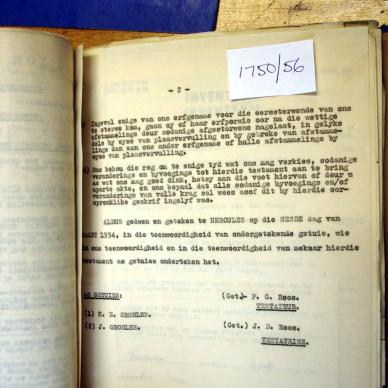 - 2 -
1750/56
Ingeval enige van ons erfgename voor die eerssterwende van ons
te sterwe kom, gaan sy of haar erfporsie oor na die wettige
afstammelinge deur sodanige afgestorwene nagelaat, in gelyke
dele by wyse van plaasvervulling en by gebreke van afstamme-
linge dan aan ons ander erfgename of hulle afstammelinge by
wyse van plaasvervulling.
Ons behou die reg om te enige tyd wat ons mag verkies, sodanige
veranderings en byvoegings tot hierdie testament aan te bring
as wat ons mag goed dink, hetsy aan die voet hiervan of deur 'n
aparte akte, en ons bepaal dat alle sodanige byvoegings en/of
veranderings van volle krag sal wees asof dit by hierdie oor-
spronklike geskrif ingelyf was.
ALDUS gedoen en geteken te HERCULUS op die SESDE dag van
MAART 1954, in die teenwoordigheid van ondergetekende getuie, wie
in ons teenwoordigheid en in die teenwoordigheid van mekaar hierdie
testament as getuies onderteken het.
AS GETUIES:
(Get.) P. G. Roos.
TESTATEUR.
(1) E. B. GROHLER.
(2) J. GROHLER.
(Get.) J. D. Roos.
TESTATRISE.